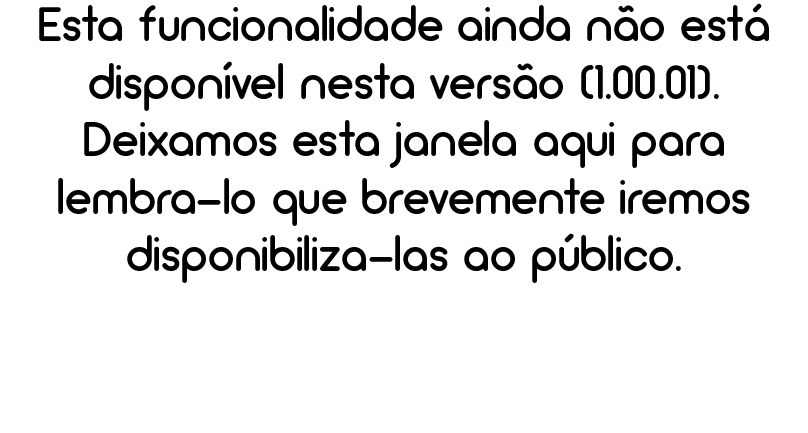 Esta funcionalidade ainda não está
disponível nesta versão (1.00.01).
Deixamos esta janela aqui para
lembra-lo que brevemente iremos
disponibiliza-las ao público.